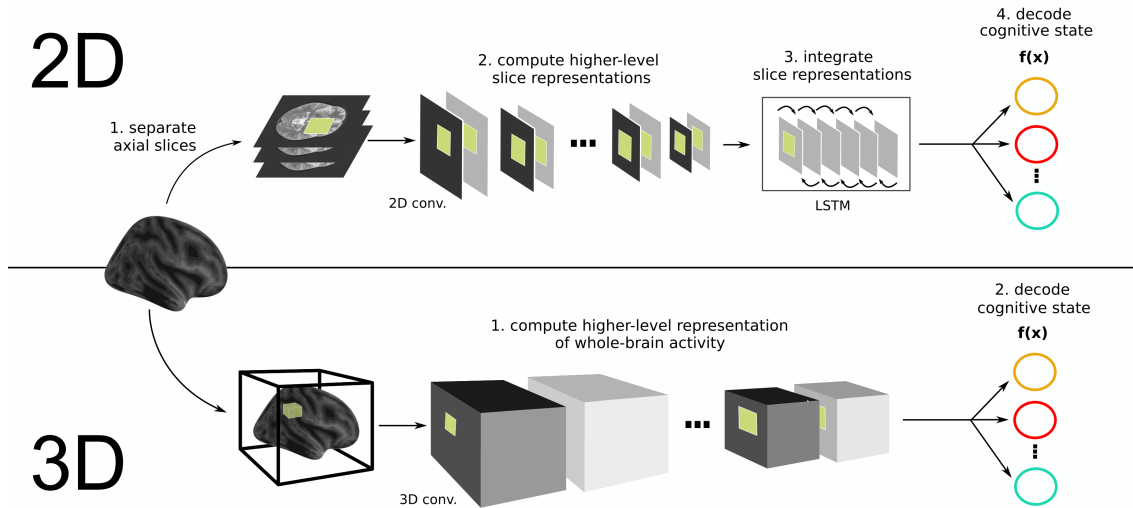 2D
1. separate
axial slices
2. compute higher-level
slice representations
2D conv.
3. integrate
slice representations
LSTM
4. decode
cognitive state
f(x)
3D
1. compute higher-level representation
of whole-brain activity
3D conv.
2. decode
cognitive state
f(x)